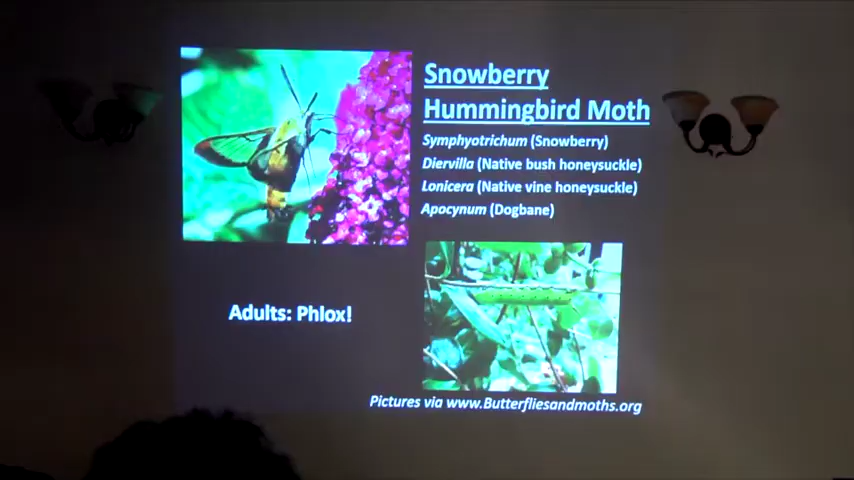 Snowberry
Hummingbird Moth
Symphyotrichum (Snowberry)
Diervilla (Native bush honeysuckle)
Lonicera (Native vine honeysuckle)
Apocynum (Dogbane)
Adults: Phlox!
Pictures via www.Butterfliesandmoths.org